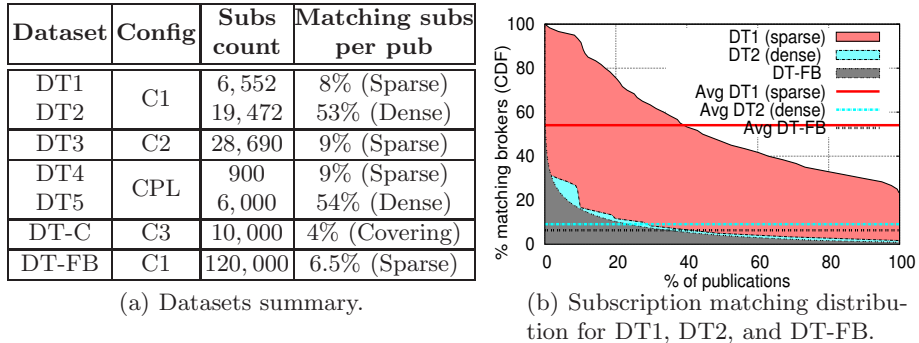 Dataset Config Subs count Matching subs per pub
DT1 C1 6,552 8% (Sparse)
DT2 19,472 53% (Dense)
DT3 C2 28,690 9% (Sparse)
DT4 CPL 900 9% (Sparse)
DT5 6,000 54% (Dense)
DT-C C3 10,000 4% (Covering)
DT-FB C1 120,000 6.5% (Sparse)
(a) Datasets summary.
% matching brokers (CDF)
100
80
60
40
20
0
DT1 (sparse)
DT2 (dense)
DT-FB
Avg DT1 (sparse)
Avg DT2 (dense)
Avg DT-FB
0 20 40 60 80 100
% of publications
(b) Subscription matching distribu-
tion for DT1, DT2, and DT-FB.